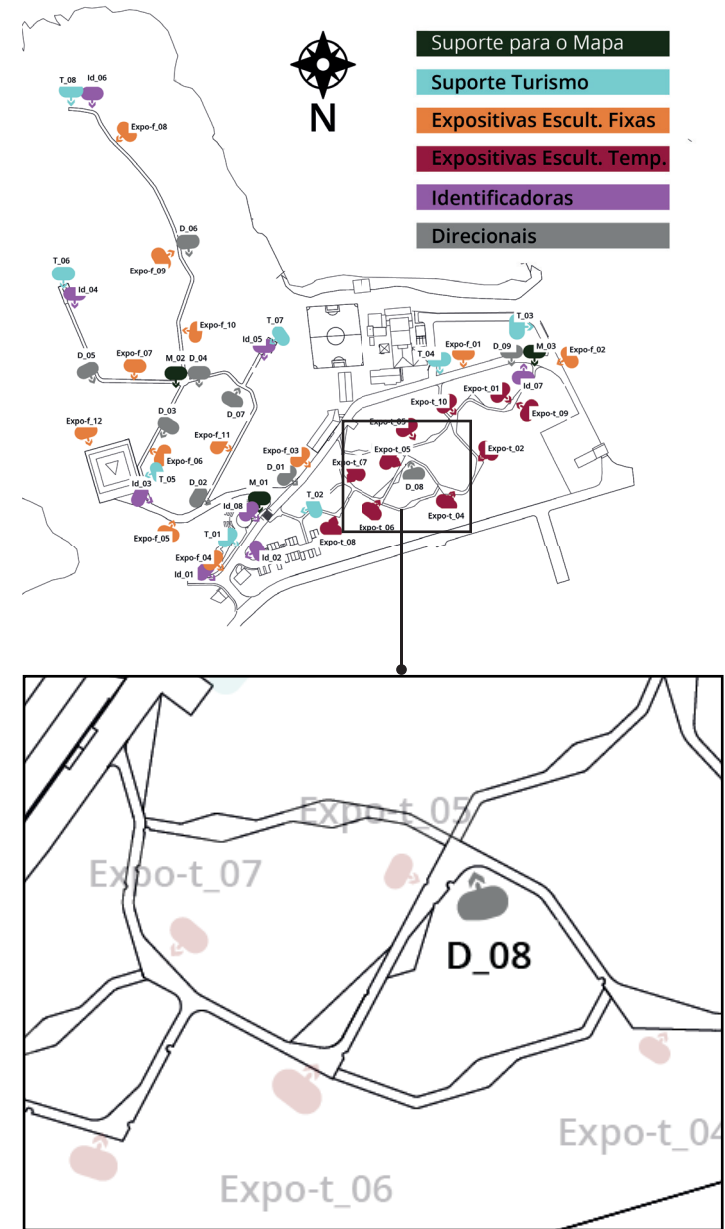 Suporte para o Mapa
Suporte Turismo
Expositivas Escult. Fixas
Expositivas Escult. Temp.
Identificadoras
Direcionais
N
T_08
Id_06
Expo-f_08
D_06
Expo-f_09
T_06
Id_04
Expo-f_10
T_07
Id_05
T_03
D_05
Expo-f_07
M_02
D_04
T_04
Expo-f_01
D_09
M_03
Expo-f_02
Id_07
D_07
Expo-t_10
Expo-t_01
Expo-t_09
Expo-f_12
D_03
Expo-f_11
Expo-t_05
Expo-t_02
Expo-f_03
Expo-t_05
Expo-f_06
T_05
D_01
Expo-t_07
D_08
Id_03
D_02
M_01
T_02
Id_08
Expo-t_04
Expo-f_05
T_01
Expo-t_06
Expo-t_08
Expo-f_04
Id_02
Id_01
Expo-t_05
Expo-t_07
D_08
Expo-t_04
Expo-t_06